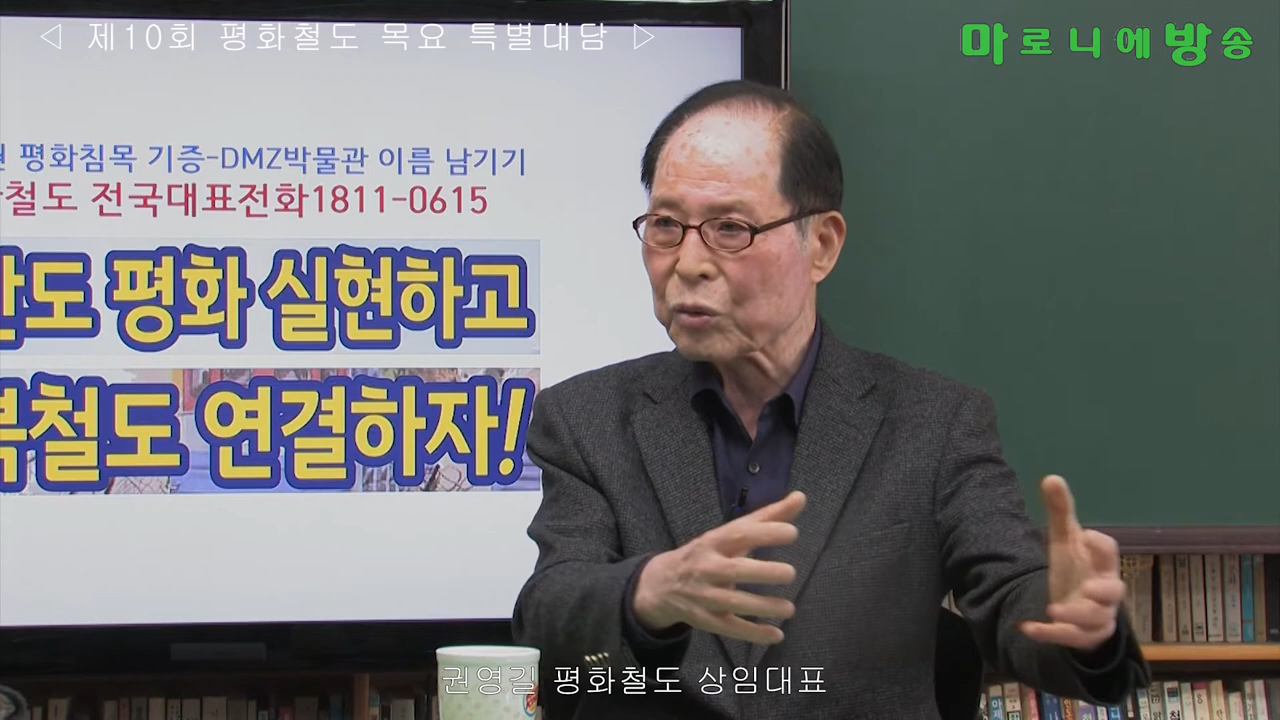 ◁ 제10회 평화철도 목요 특별대담 ▷
마로니에방송
평화침목 기증-DMZ박물관 이름 남기기
철도 전국대표전화1811-0615
도 평화 실현하고
철도 연결하자!
권영길 평화철도 상임대표